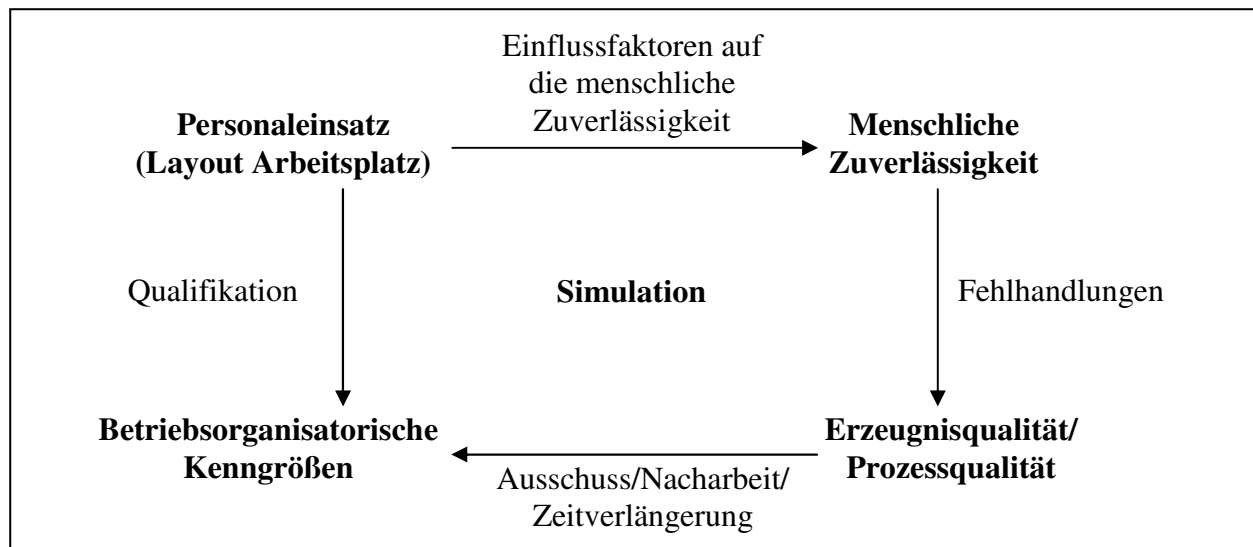 Einflussfaktoren auf
die menschliche
Zuverlässigkeit
Personaleinsatz
(Layout Arbeitsplatz)
Menschliche
Zuverlässigkeit
Qualifikation
Simulation
Fehlhandlungen
Betriebsorganisatorische
Kenngrößen
Erzeugnisqualität/
Prozessqualität
Ausschuss/Nacharbeit/
Zeitverlängerung